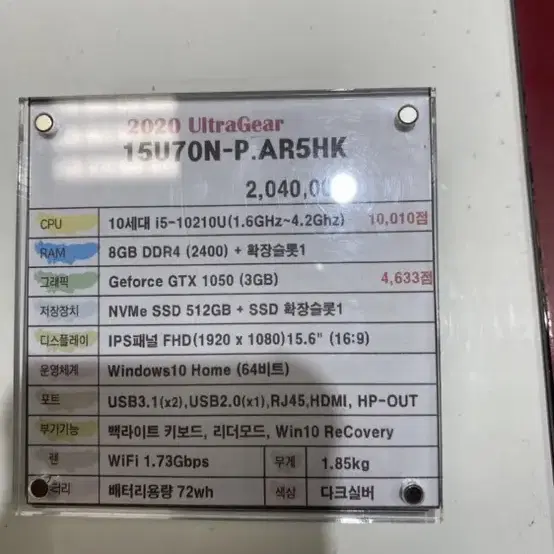 2020 UltraGear
15U70N-P.AR5HK
2,040,0
CPU 10세대 i5-10210U(1.6GHz~4.2GHz) 10,010점
RAM 8GB DDR4 (2400) + 확장슬롯1
그래픽 Geforce GTX 1050 (3GB) 4,633점
저장장치 NVMe SSD 512GB + SSD 확장슬롯1
디스플레이 IPS패널 FHD(1920 x 1080)15.6" (16:9)
운영체게 Windows10 Home (64비트)
포트 USB3.1(x2),USB2.0(x1),RJ45,HDMI, HP-OUT
부가기능 백라이트 키보드, 리더모드, Win10 ReCovery
랜 WiFi 1.73Gbps 무게 1.85kg
터리 배터리용량 72wh 색상 다크실버